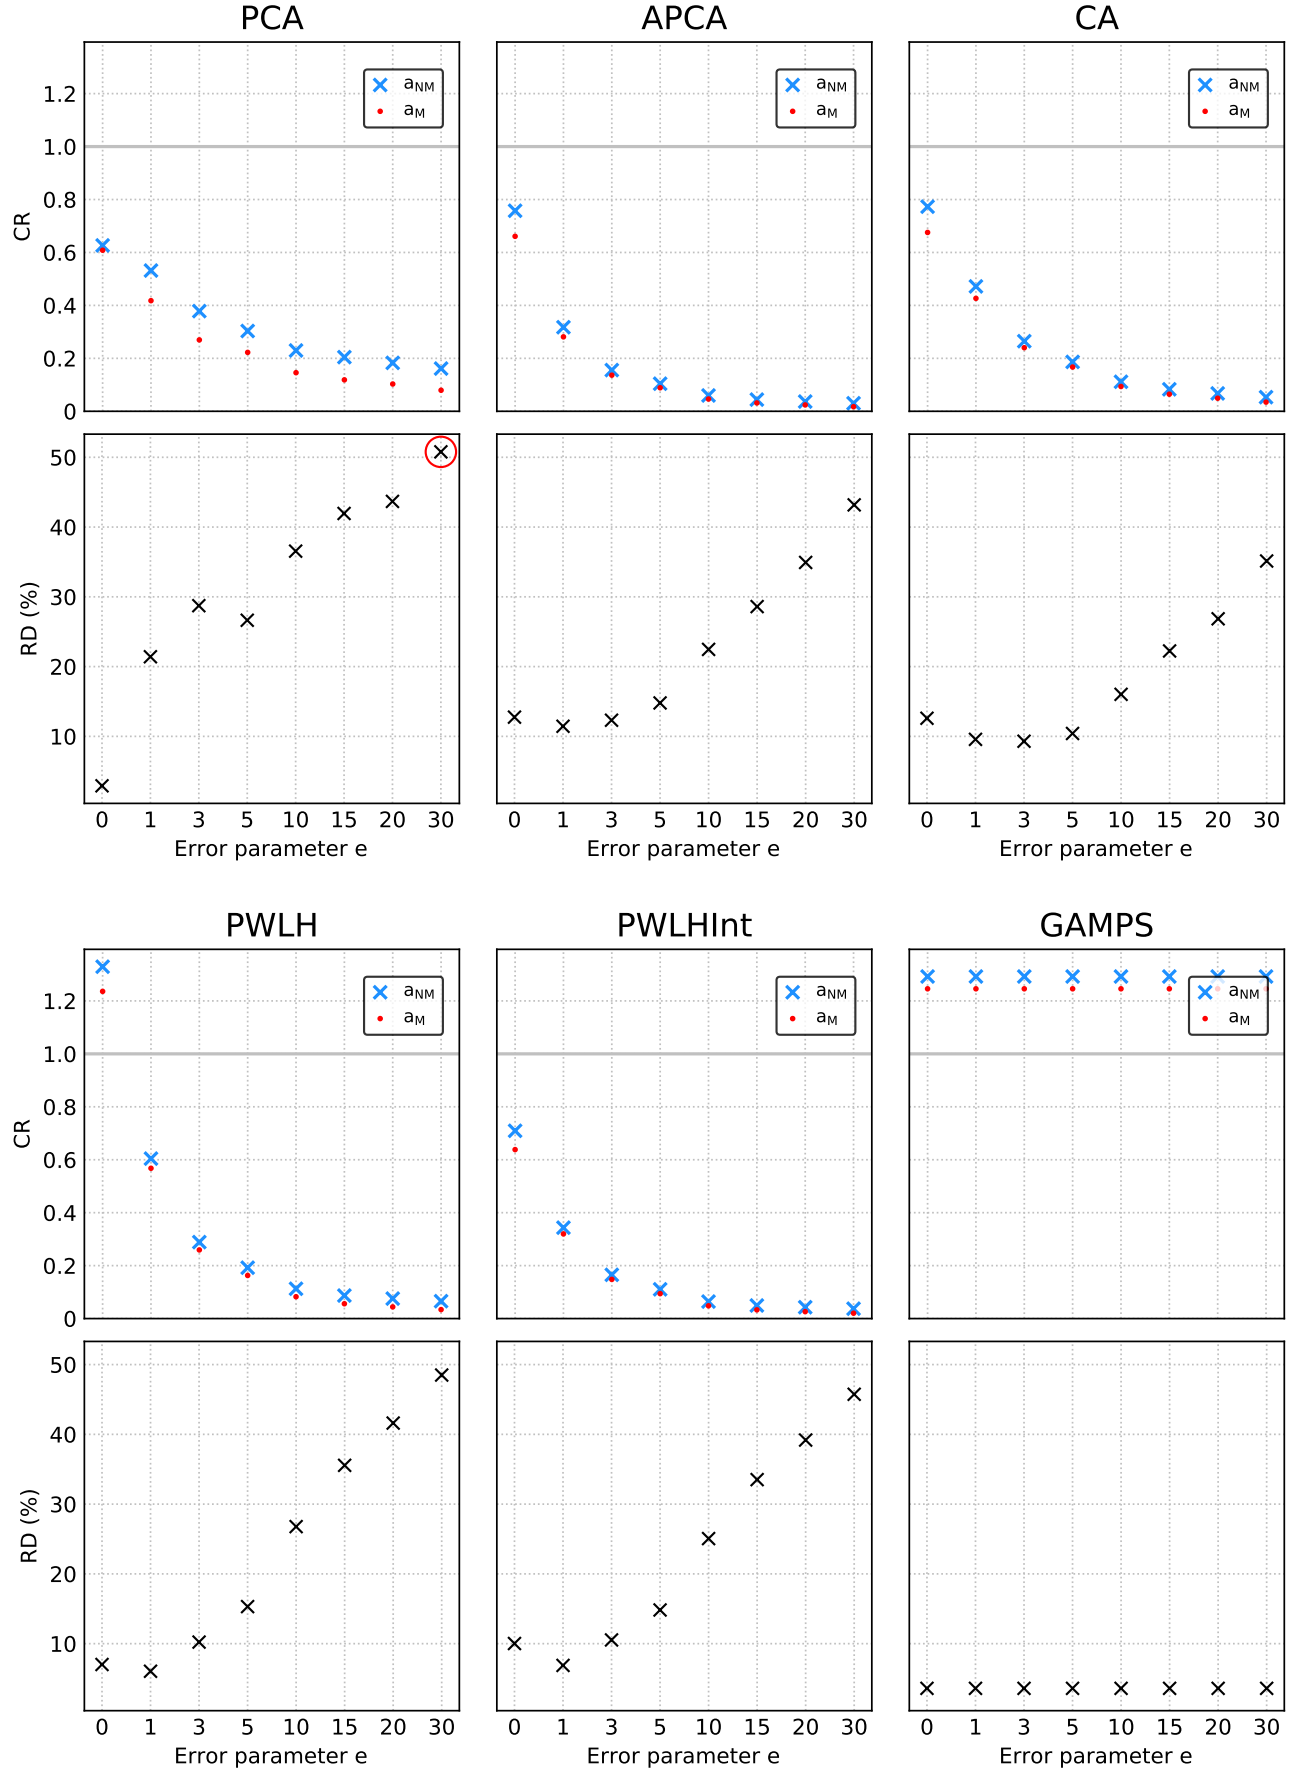 PCA APCA CA
1.2
1.0
0.8
0.6
0.4
0.2
0
CR
aNM
aM
aNM
aM
aNM
aM
50
40
30
20
10
RD (%)
0 1 3 5 10 15 20 30 0 1 3 5 10 15 20 30 0 1 3 5 10 15 20 30
Error parameter e Error parameter e Error parameter e
PWLH PWLHInt GAMPS
1.2
1.0
0.8
0.6
0.4
0.2
0
CR
aNM
aM
aNM
aM
aNM
aM
50
40
30
20
10
RD (%)
0 1 3 5 10 15 20 30 0 1 3 5 10 15 20 30 0 1 3 5 10 15 20 30
Error parameter e Error parameter e Error parameter e